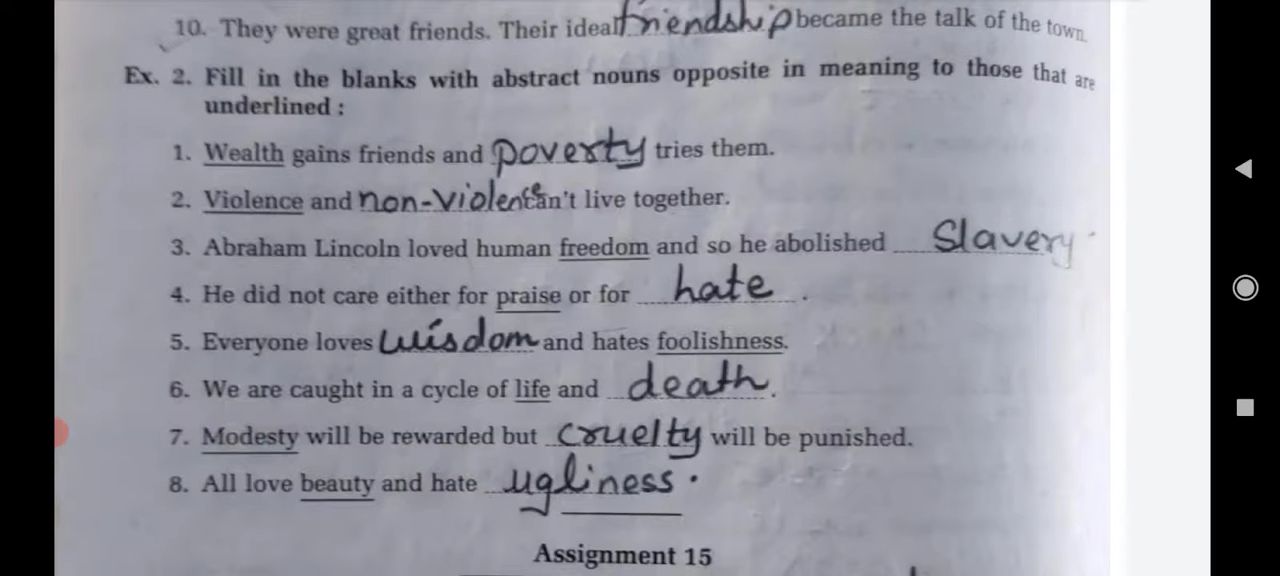 10. They were great friends. Their ideal friendship became the talk of the town.
Ex. 2. Fill in the blanks with abstract nouns opposite in meaning to those that are
underlined :
1. Wealth gains friends and poverty tries them.
2. Violence and non-violence can't live together.
3. Abraham Lincoln loved human freedom and so he abolished slavery.
4. He did not care either for praise or for hate.
5. Everyone loves wisdom and hates foolishness.
6. We are caught in a cycle of life and death.
7. Modesty will be rewarded but cruelty will be punished.
8. All love beauty and hate ugliness.
Assignment 15